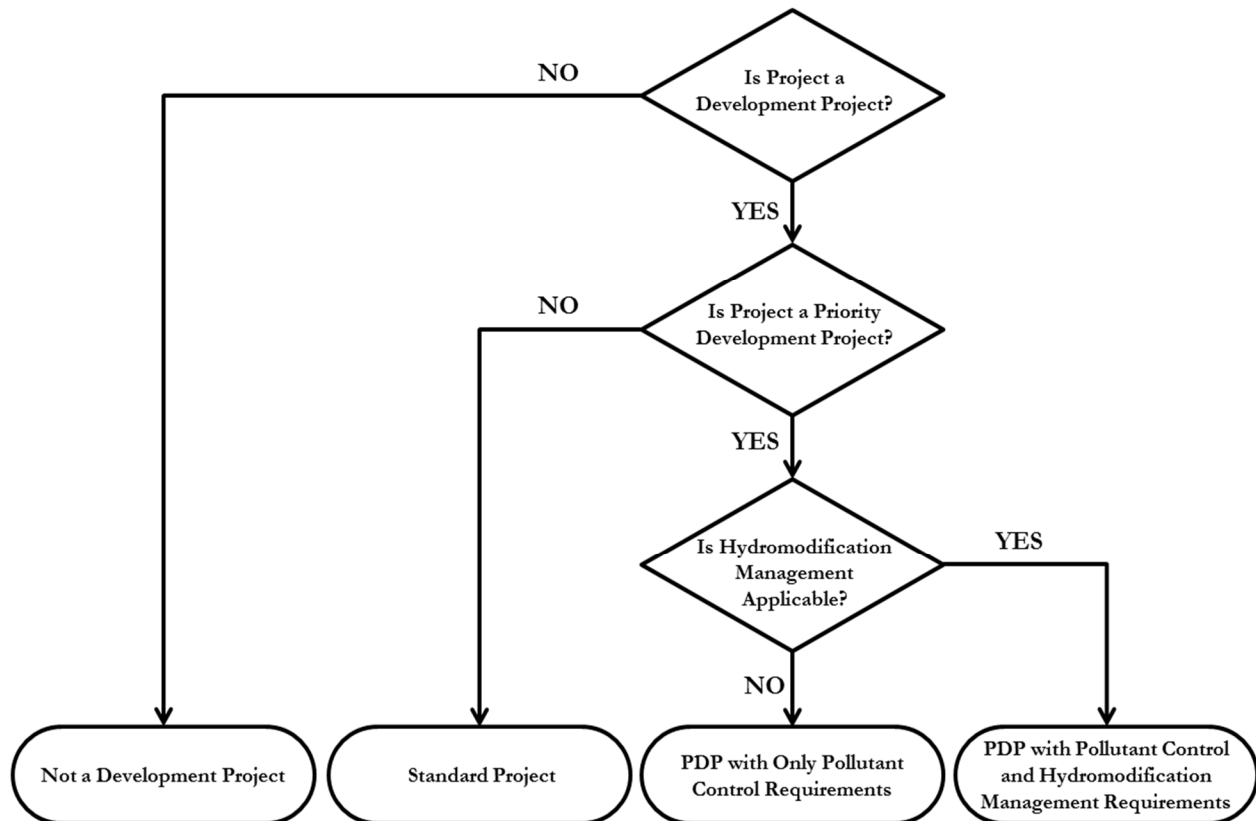 Is Project a
Development Project?
NO
YES
Is Project a Priority
Development Project?
NO
YES
Is Hydromodification
Management
Applicable?
YES
NO
Not a Development Project
Standard Project
PDP with Only Pollutant
Control Requirements
PDP with Pollutant Control
and Hydromodification
Management Requirements